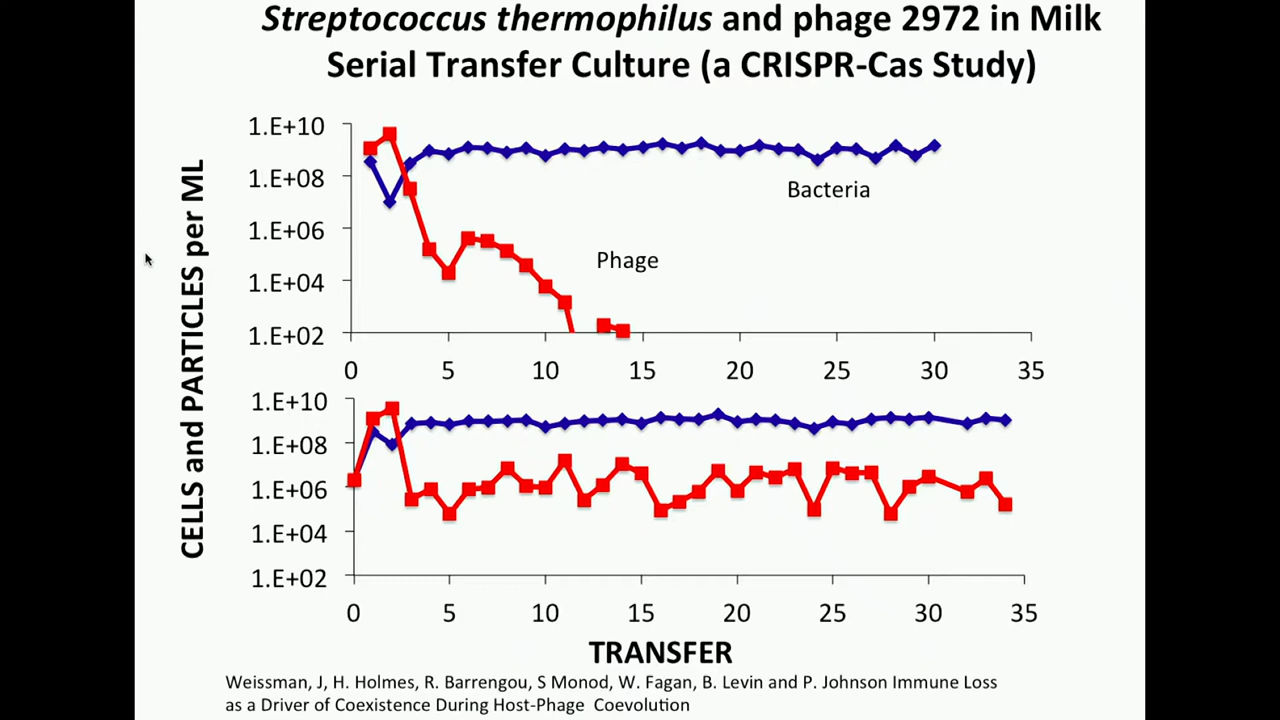 Streptococcus thermophilus and phage 2972 in Milk
Serial Transfer Culture (a CRISPR-Cas Study)
CELLS and PARTICLES per ML
1.E+10
1.E+08
1.E+06
1.E+04
1.E+02
Bacteria
Phage
0 5 10 15 20 25 30 35
1.E+10
1.E+08
1.E+06
1.E+04
1.E+02
0 5 10 15 20 25 30 35
TRANSFER
Weissman, J, H. Holmes, R. Barrengou, S Monod, W. Fagan, B. Levin and P. Johnson Immune Loss
as a Driver of Coexistence During Host-Phage Coevolution